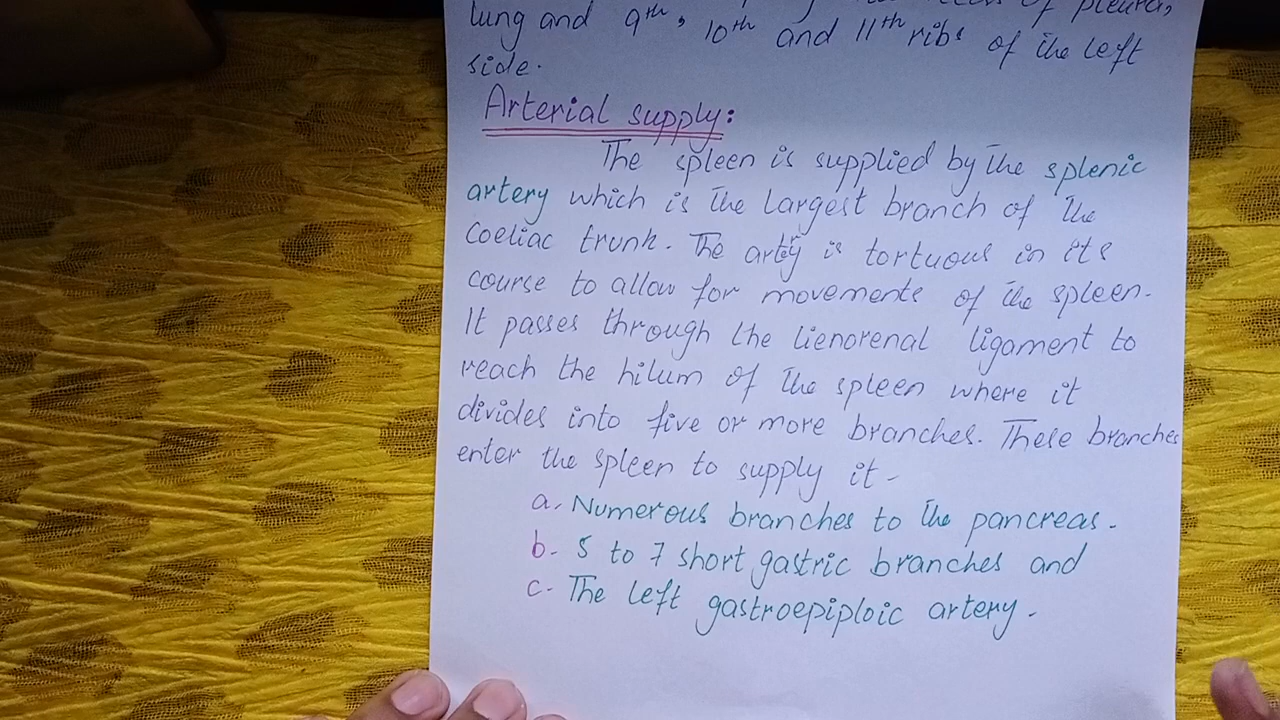 lung and 9th, 10th and 11th ribs of the left
side.
Arterial supply:
The spleen is supplied by the splenic
artery which is the largest branch of the
coeliac trunk. The artery is tortuous in its
course to allow for movements of the spleen.
It passes through the lienorenal ligament to
reach the hilum of the spleen where it
divides into five or more branches. These branches
enter the spleen to supply it-
a. Numerous branches to the pancreas.
b. 5 to 7 short gastric branches and
c. The left gastroepiploic artery.